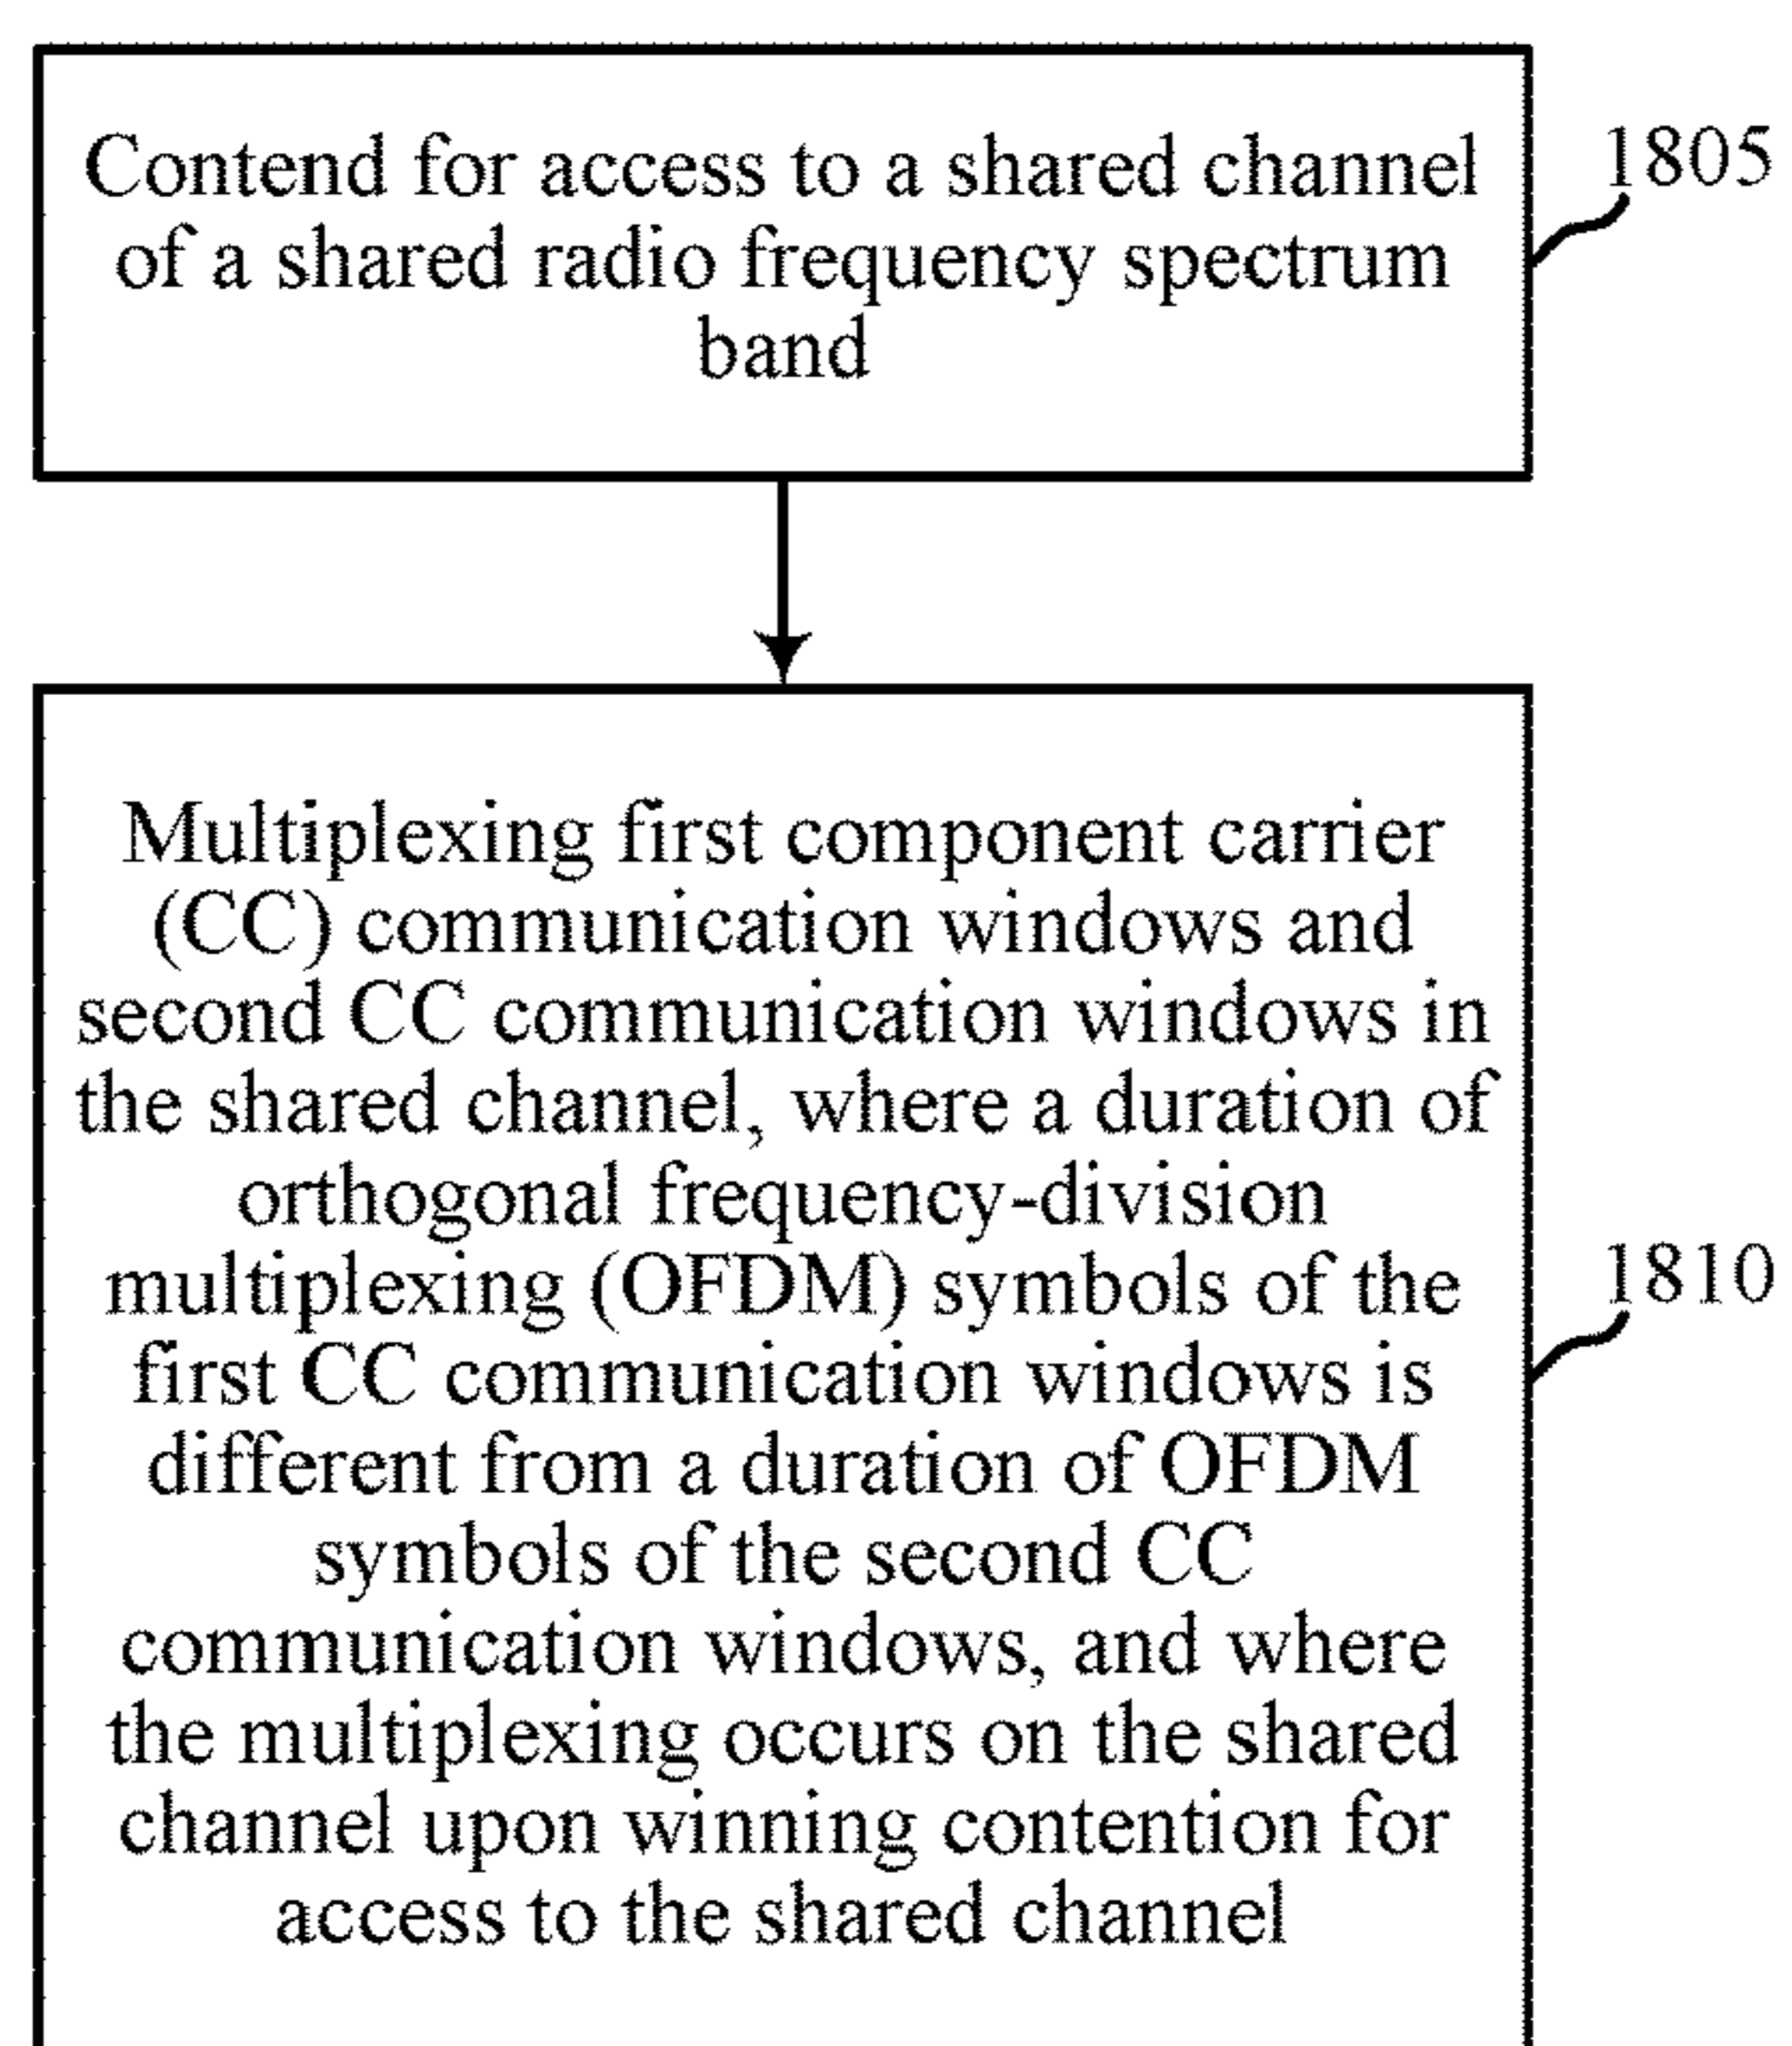 Contend for access to a shared channel
of a shared radio frequency spectrum
band
1805
Multiplexing first component carrier
(CC) communication windows and
second CC communication windows in
the shared channel, where a duration of
orthogonal frequency-division
multiplexing (OFDM) symbols of the
first CC communication windows is
different from a duration of OFDM
symbols of the second CC
communication windows, and where
the multiplexing occurs on the shared
channel upon winning contention for
access to the shared channel
1810